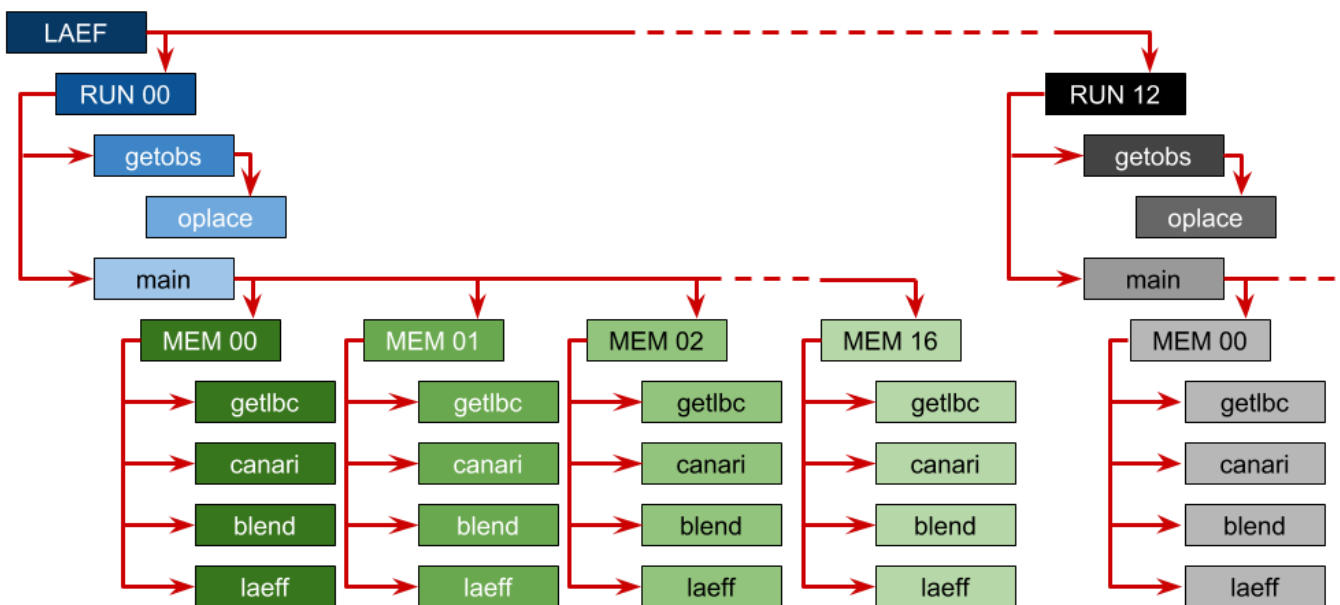 LAEF
RUN 00
RUN 12
getobs
getobs
oplace
oplace
main
main
MEM 00
MEM 01
MEM 02
MEM 16
MEM 00
getlbc
getlbc
getlbc
getlbc
getlbc
canari
canari
canari
canari
canari
blend
blend
blend
blend
blend
laeff
laeff
laeff
laeff
laeff